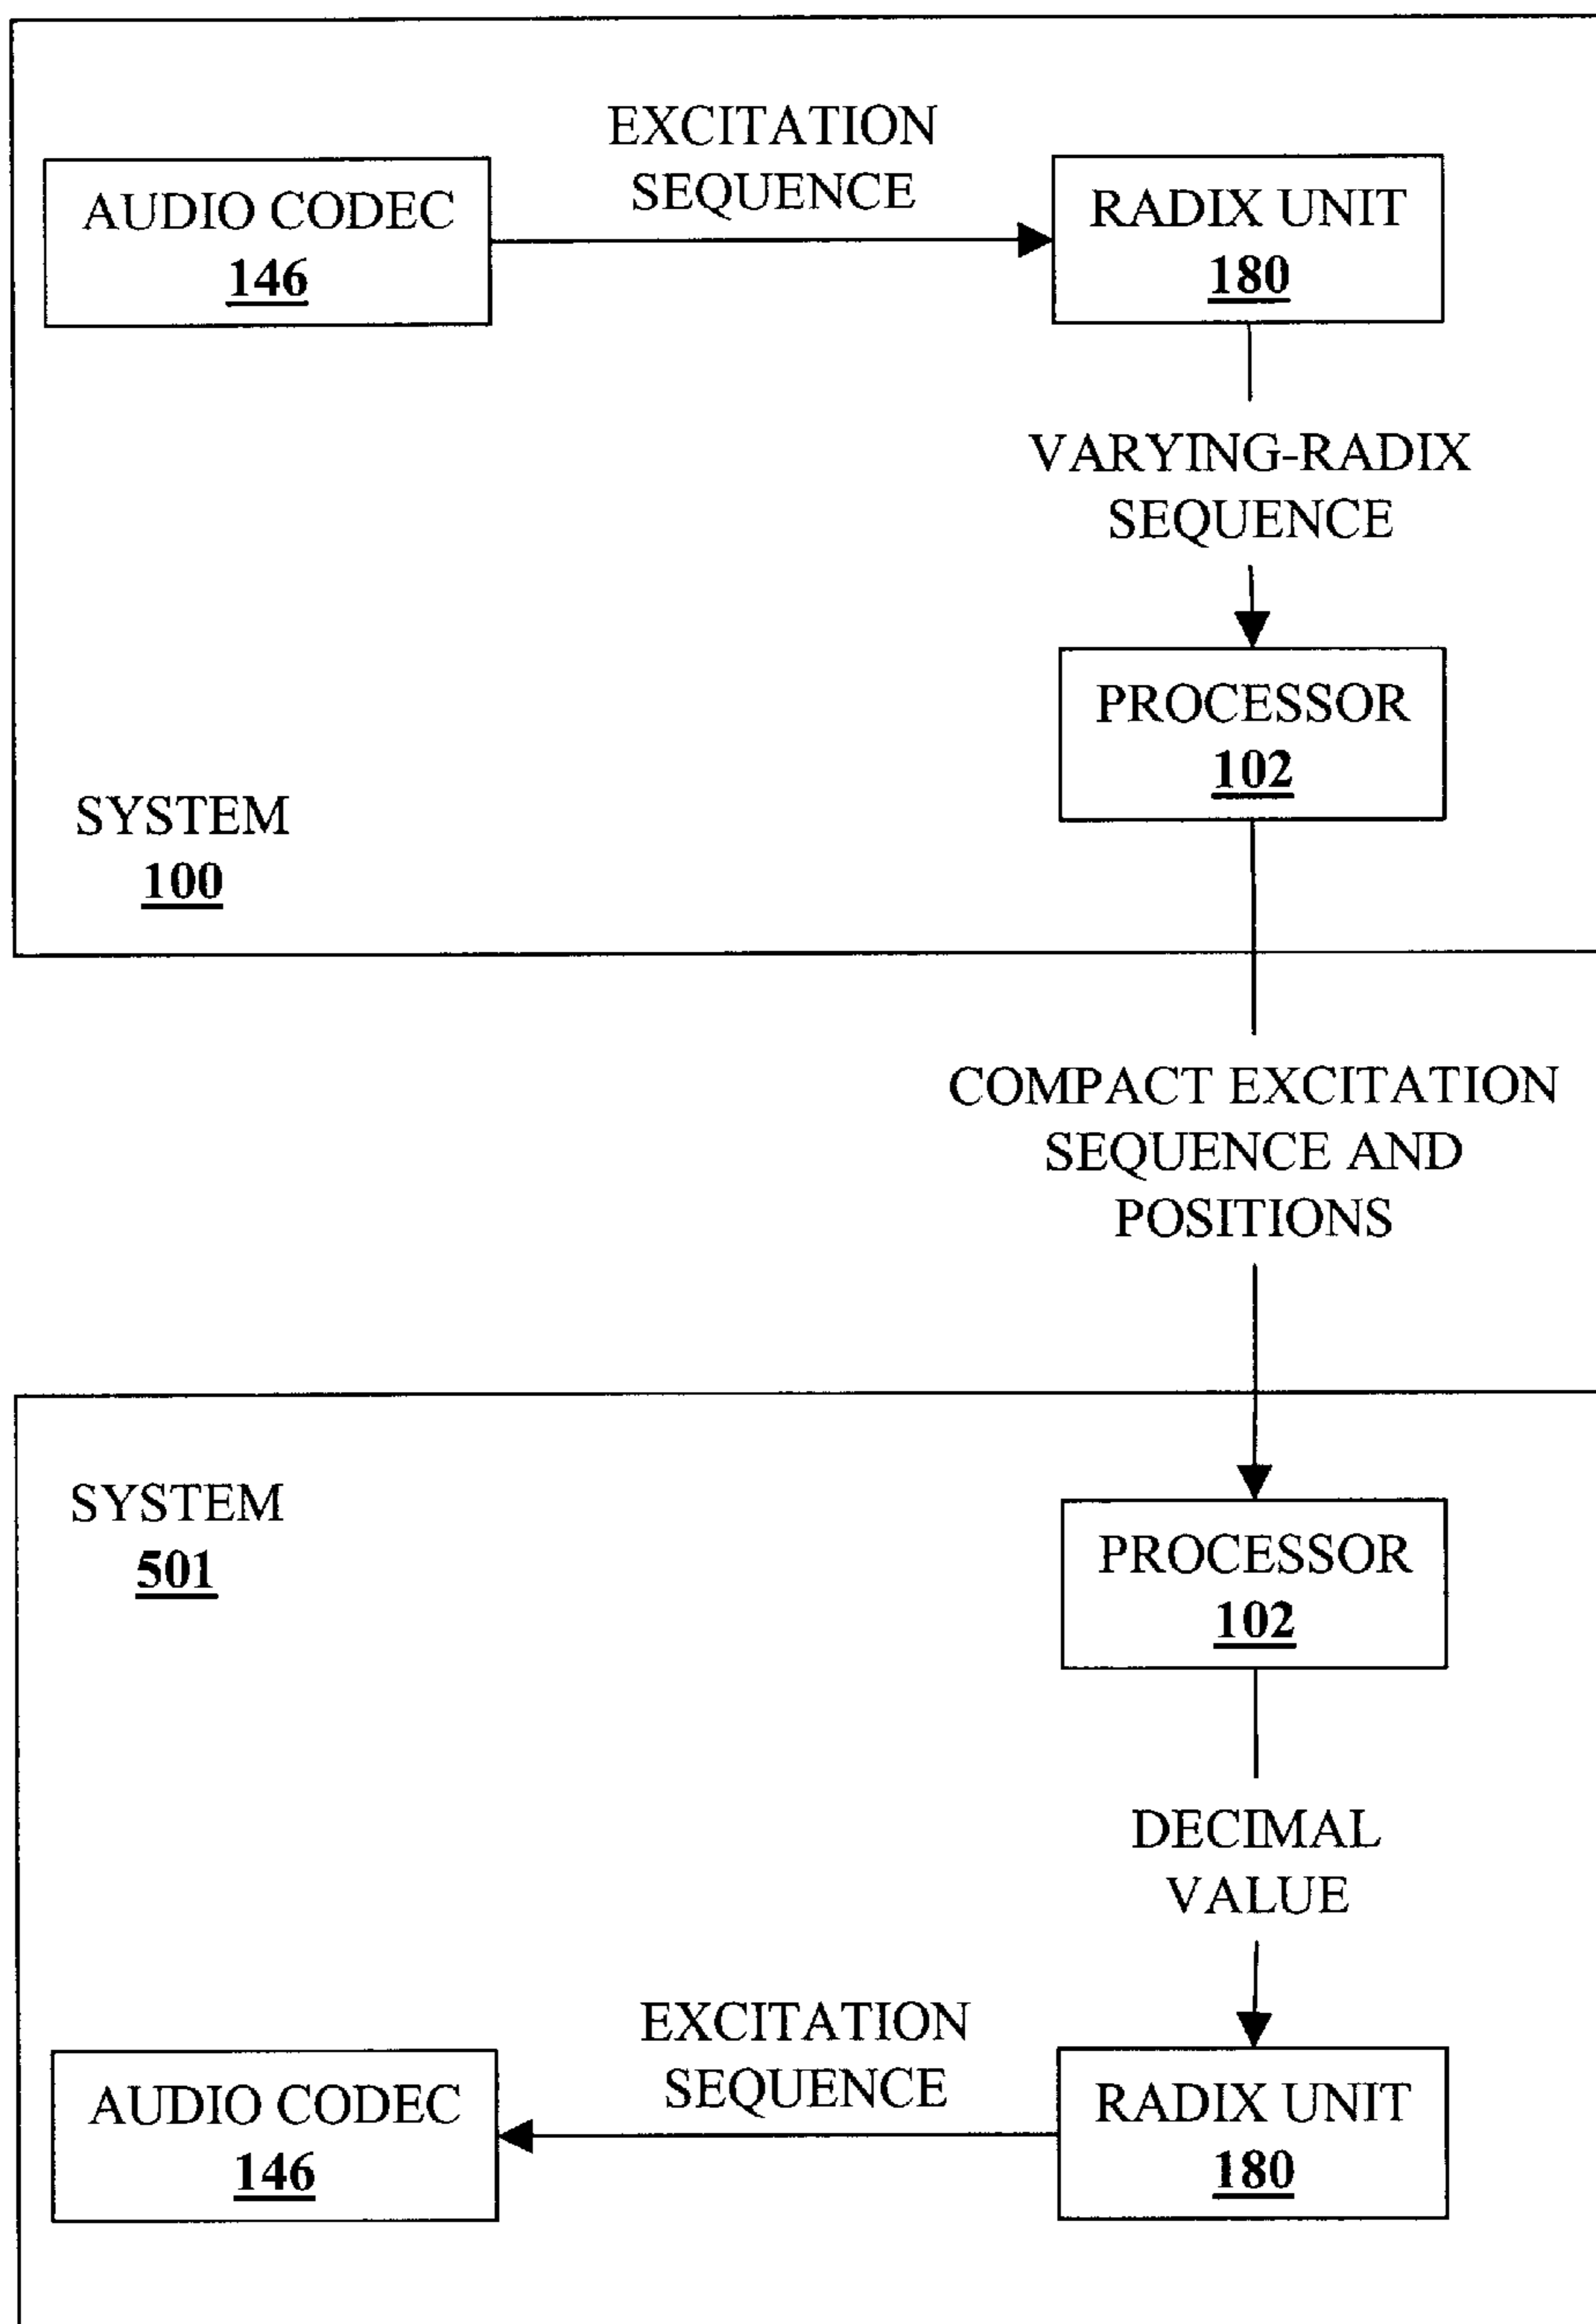 EXCITATION
SEQUENCE
AUDIO CODEC
146
RADIX UNIT
180
VARYING-RADIX
SEQUENCE
PROCESSOR
102
SYSTEM
100
COMPACT EXCITATION
SEQUENCE AND
POSITIONS
SYSTEM
501
PROCESSOR
102
DECIMAL
VALUE
EXCITATION
SEQUENCE
AUDIO CODEC
146
RADIX UNIT
180